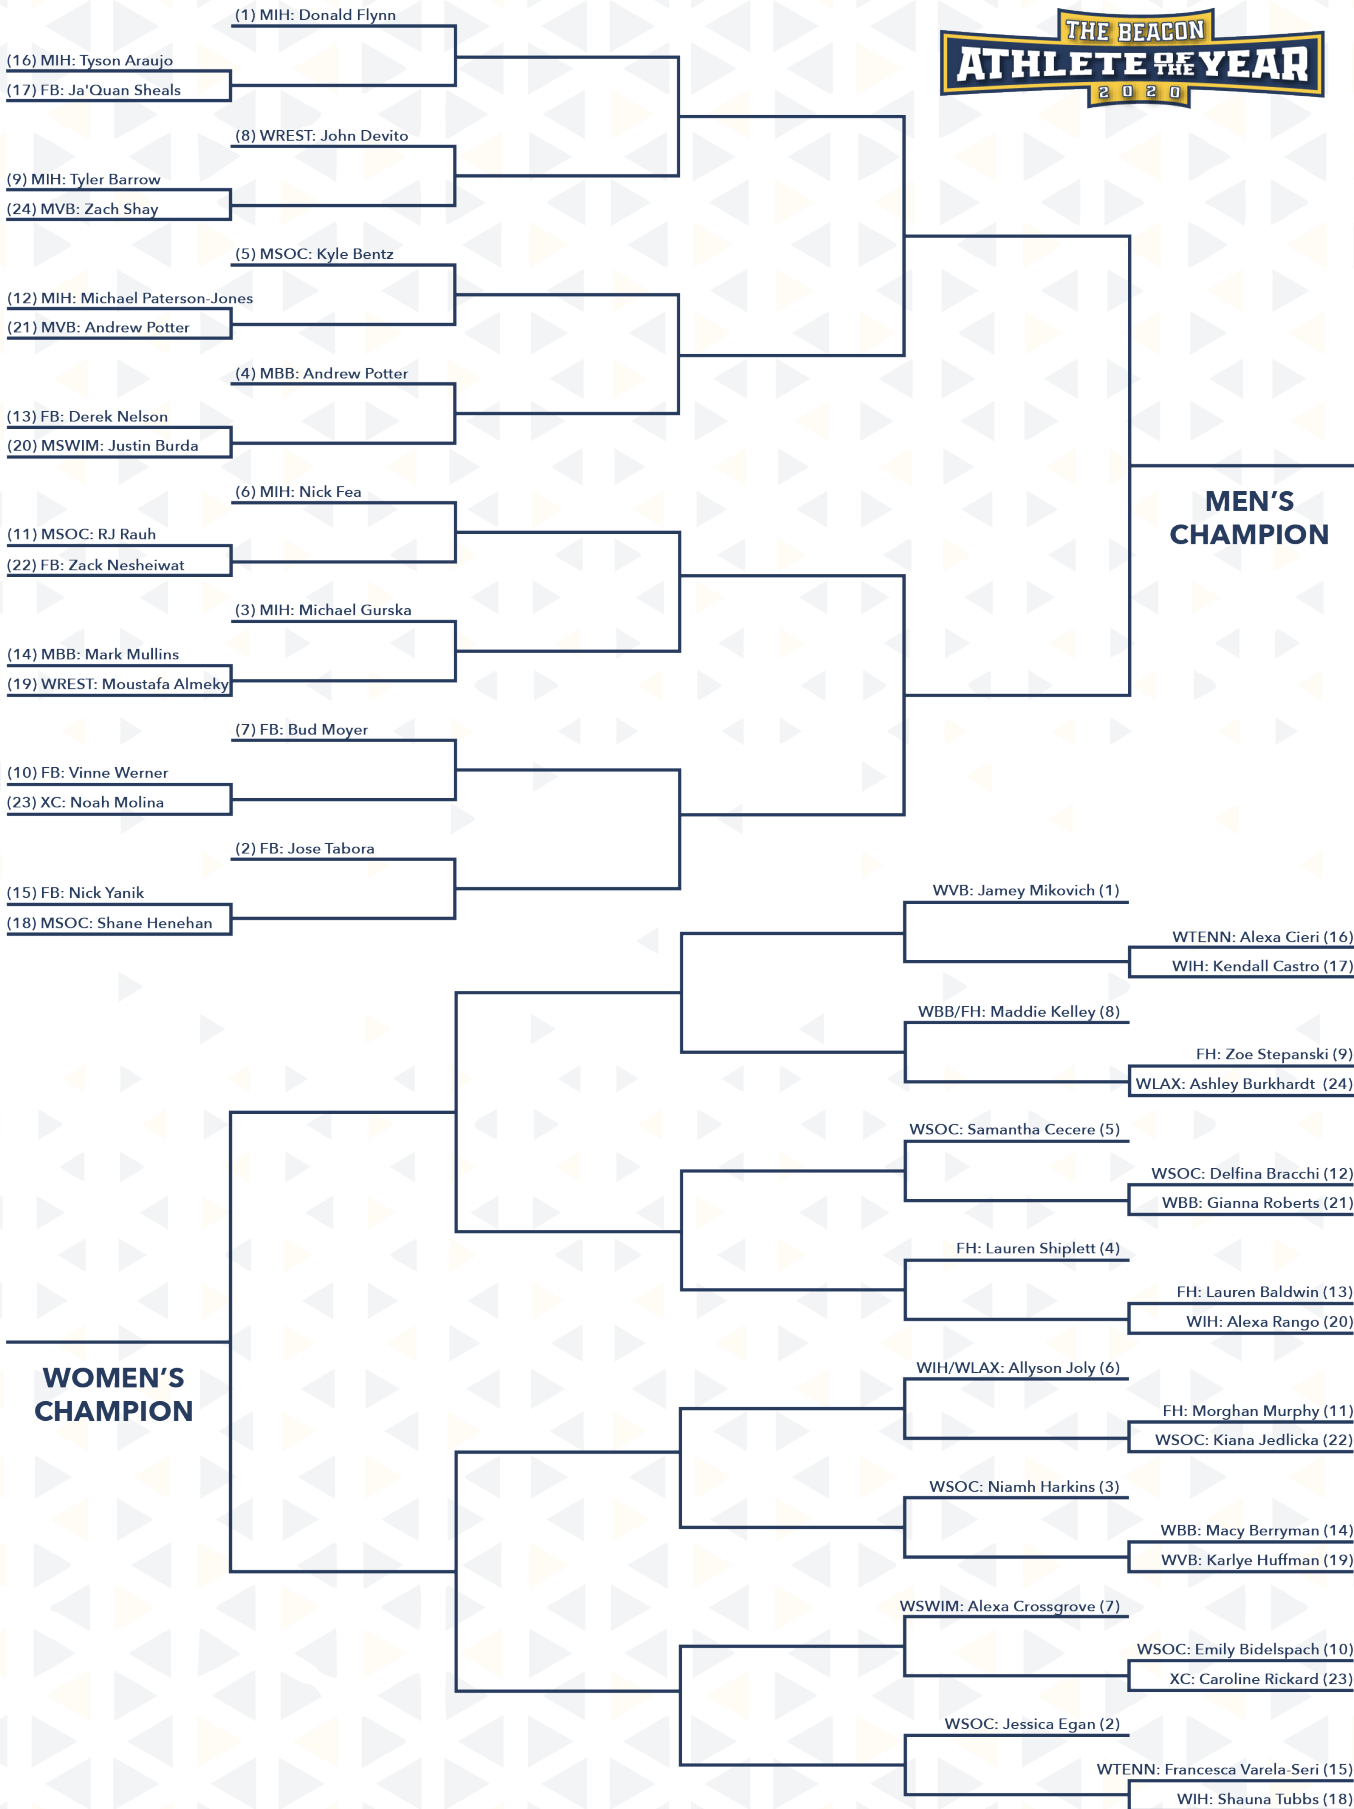 THE BEACON
ATHLETE OF THE YEAR
2020
(1) MIH: Donald Flynn
(16) MIH: Tyson Araujo
(17) FB: Ja'Quan Sheals
(8) WREST: John Devito
(9) MIH: Tyler Barrow
(24) MVB: Zach Shay
(5) MSOC: Kyle Bentz
(12) MIH: Michael Paterson-Jones
(21) MVB: Andrew Potter
(4) MBB: Andrew Potter
(13) FB: Derek Nelson
(20) MSWIM: Justin Burda
(6) MIH: Nick Fea
(11) MSOC: RJ Rauh
(22) FB: Zack Nesheiwat
(3) MIH: Michael Gurska
(14) MBB: Mark Mullins
(19) WREST: Moustafa Almeky
(7) FB: Bud Moyer
(10) FB: Vinne Werner
(23) XC: Noah Molina
(2) FB: Jose Tabora
(15) FB: Nick Yanik
(18) MSOC: Shane Henehan
MEN'S
CHAMPION
WVB: Jamey Mikovich (1)
WTENN: Alexa Cieri (16)
WIH: Kendall Castro (17)
WBB/FH: Maddie Kelley (8)
FH: Zoe Stepanski (9)
WLAX: Ashley Burkhardt (24)
WSOC: Samantha Cecere (5)
WSOC: Delfina Bracchi (12)
WBB: Gianna Roberts (21)
FH: Lauren Shiplett (4)
FH: Lauren Baldwin (13)
WIH: Alexa Rango (20)
WIH/WLAX: Allyson Joly (6)
FH: Morghan Murphy (11)
WSOC: Kiana Jedlicka (22)
WSOC: Niamh Harkins (3)
WBB: Macy Berryman (14)
WVB: Karlye Huffman (19)
WSWIM: Alexa Crossgrove (7)
WSOC: Emily Bidelspach (10)
XC: Caroline Rickard (23)
WSOC: Jessica Egan (2)
WTENN: Francesca Varela-Seri (15)
WIH: Shauna Tubbs (18)
WOMEN'S
CHAMPION